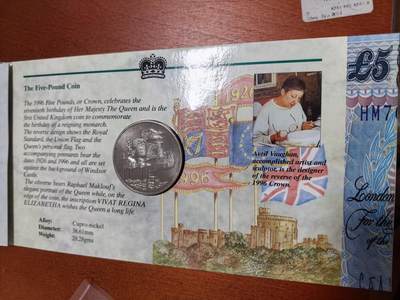 The Five-Pound Coin
The 1996 Five Pounds, or Crown, celebrates the
seventieth birthday of Her Majesty The Queen and is the
first United Kingdom coin to commemorate
the birthday of a reigning monarch.
The reverse design shows the Royal
Standard, the Union Flag and the
Queen's personal flag. Two
accompanying pennants bear the
dates 1926 and 1996 and all are set
against the background of Windsor
Castle.
The obverse bears Raphael Maklouf's
elegant portrait of the Queen while, on the
edge of the coin, the inscription VIVAT REGINA
ELIZABETHA wishes the Queen a long life
Alloy: Cupro-nickel
Diameter: 38.61mm
Weight: 28.28gms
1926
1996
Avril Vaughan,
accomplished artist and
sculptor, is the designer
of the reverse of the
1996 Crown.
£5
HM70
London
For the
of the